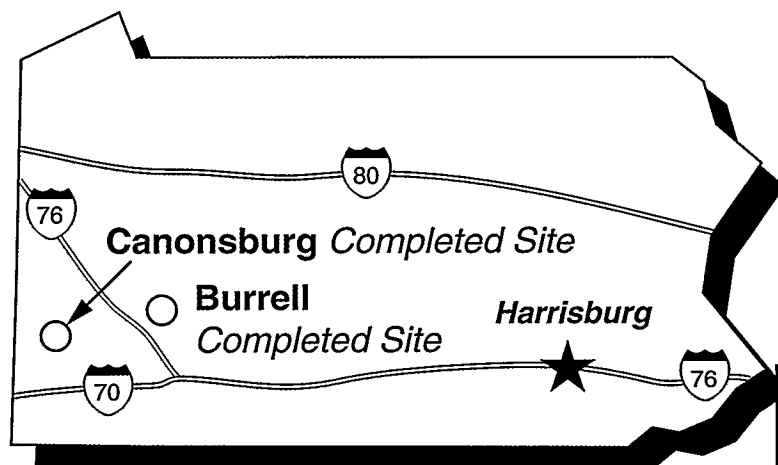 80
76
Canonsburg Completed Site
Burrell
Completed Site
Harrisburg
70
76